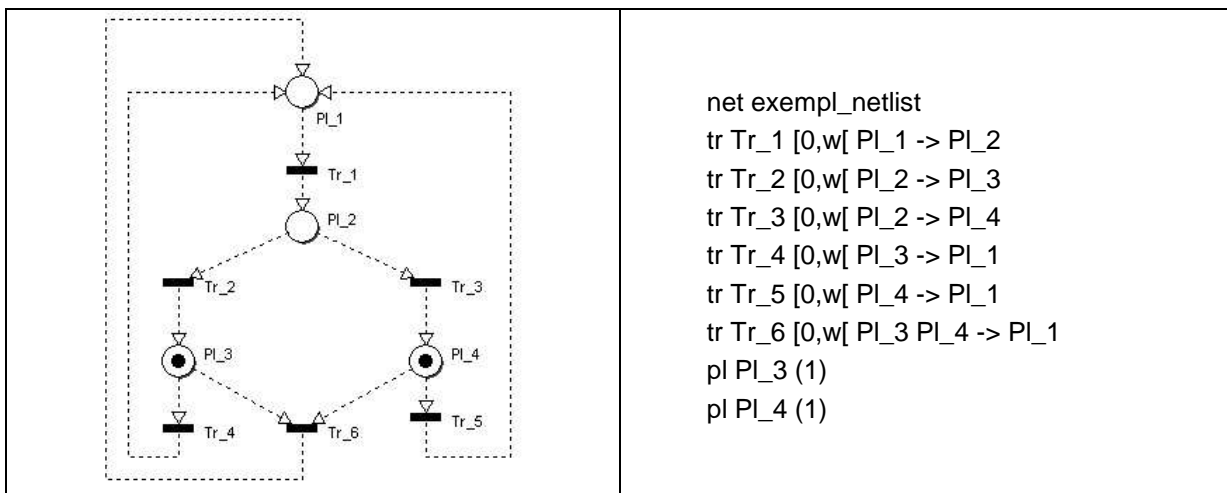 Pl_1
Tr_1
Pl_2
Tr_2
Tr_3
Pl_3
Pl_4
Tr_4
Tr_6
Tr_5
net exempl_netlist
tr Tr_1 [0,w[ Pl_1 -> Pl_2
tr Tr_2 [0,w[ Pl_2 -> Pl_3
tr Tr_3 [0,w[ Pl_2 -> Pl_4
tr Tr_4 [0,w[ Pl_3 -> Pl_1
tr Tr_5 [0,w[ Pl_4 -> Pl_1
tr Tr_6 [0,w[ Pl_3 Pl_4 -> Pl_1
pl Pl_3 (1)
pl Pl_4 (1)